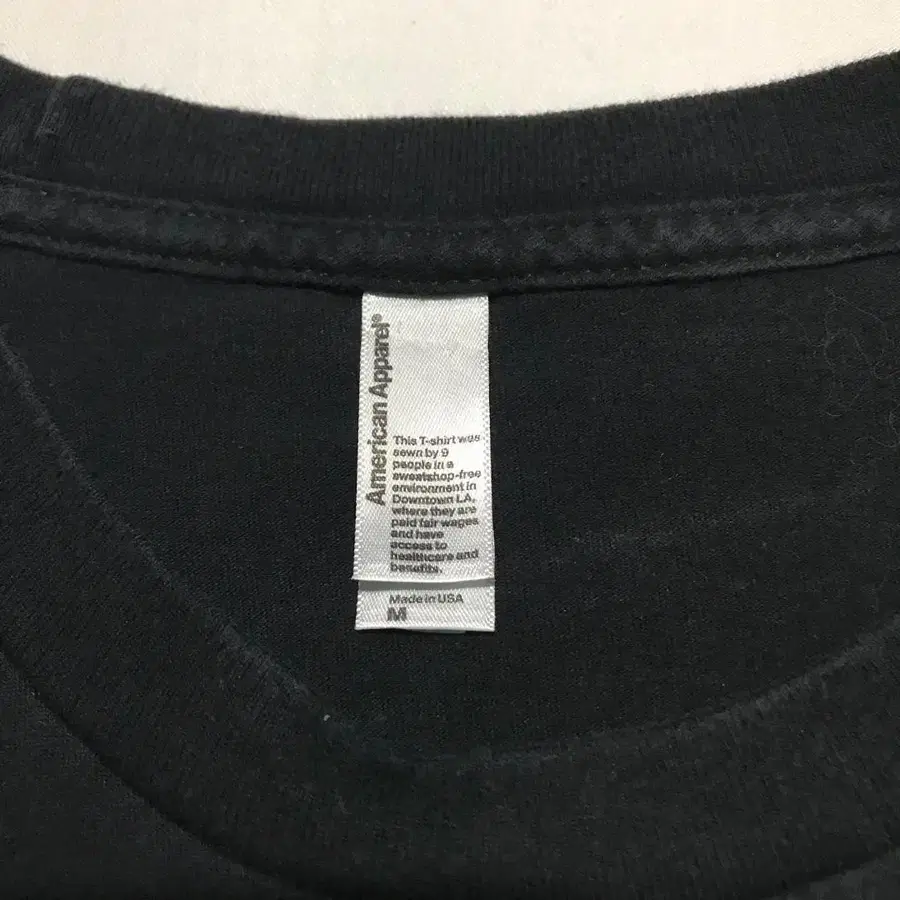 American Apparel®
This T-shirt was
sewn by 9
people in a
sweatshop-free
environment in
Downtown LA,
where they are
paid fair wages
and have
access to
healthcare and
benefits.
Made in USA
M